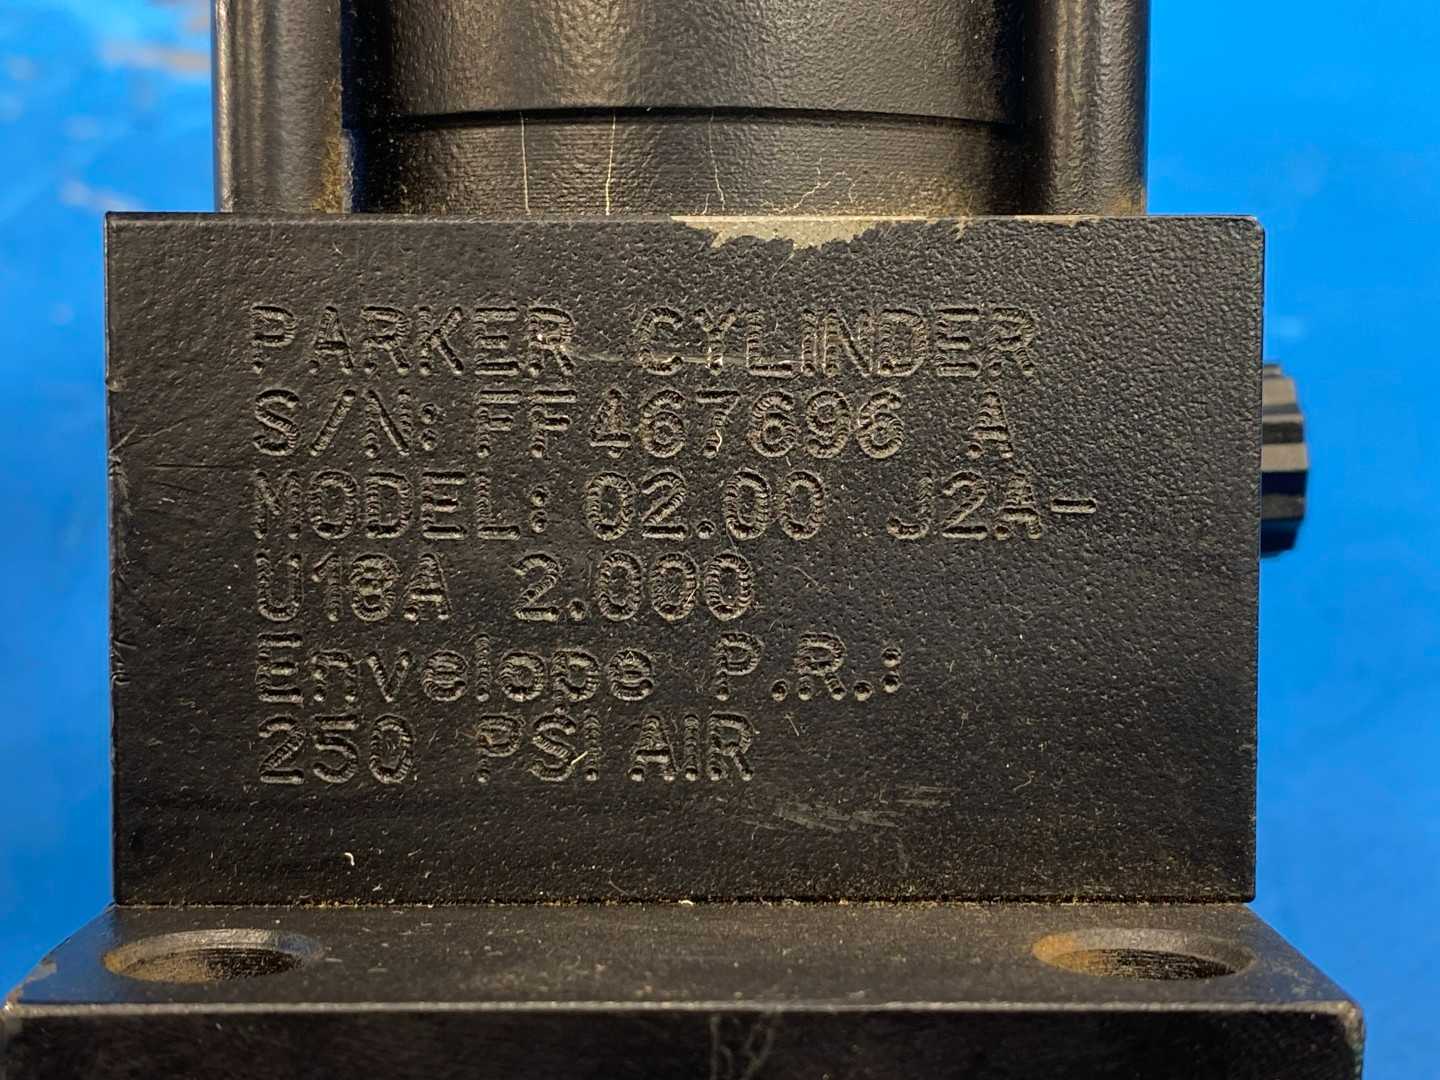 PARKER CYLINDER
S/N: FF467696 A
MODEL: 02.00 J2A-
U18A 2.000
Envelope P.R.:
250 PSI AIR